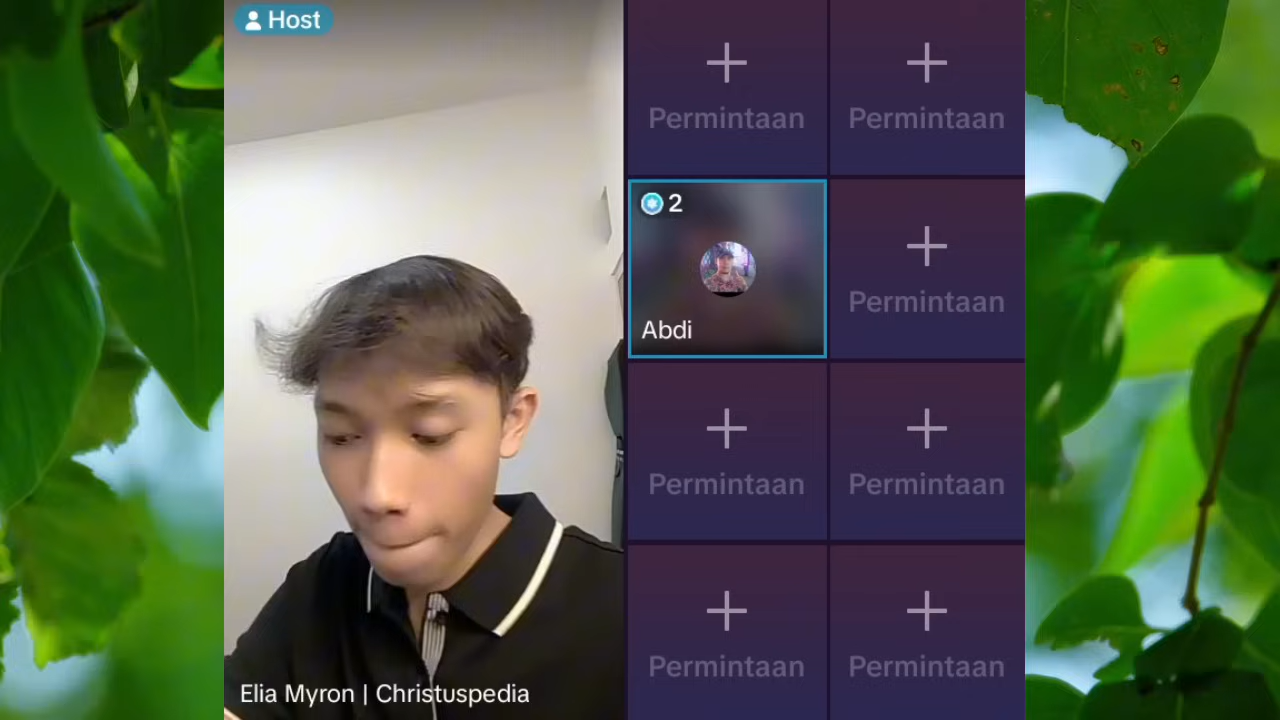 Host
Elia Myron | Christuspedia
Permintaan
Permintaan
2
Abdi
Permintaan
Permintaan
Permintaan
Permintaan
Permintaan